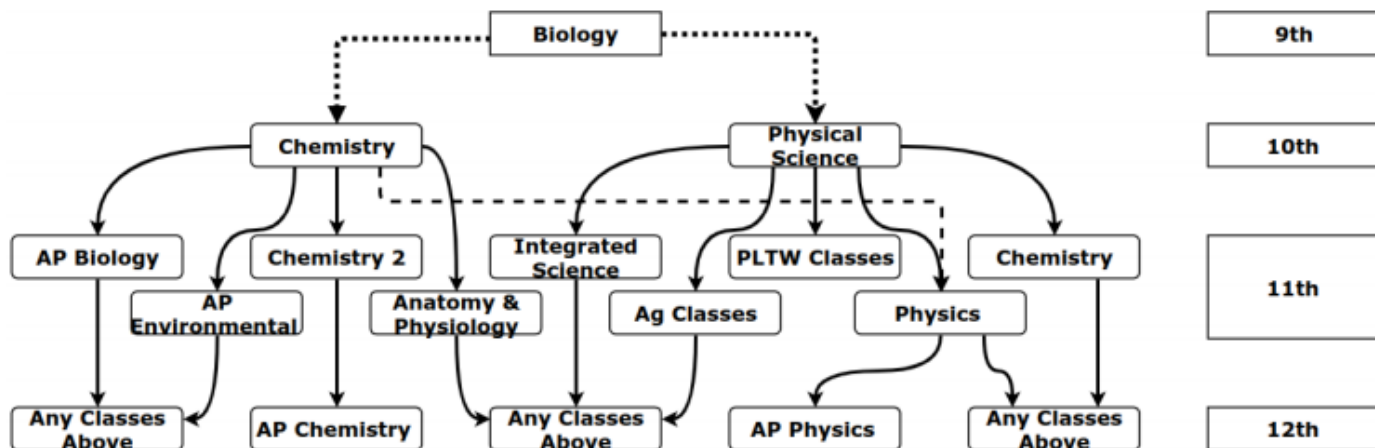 Biology
9th
Chemistry
Physical
Science
10th
AP Biology
Chemistry 2
Integrated
Science
PLTW Classes
Chemistry
AP
Environmental
Anatomy &
Physiology
Ag Classes
Physics
11th
Any Classes
Above
AP Chemistry
Any Classes
Above
AP Physics
Any Classes
Above
12th